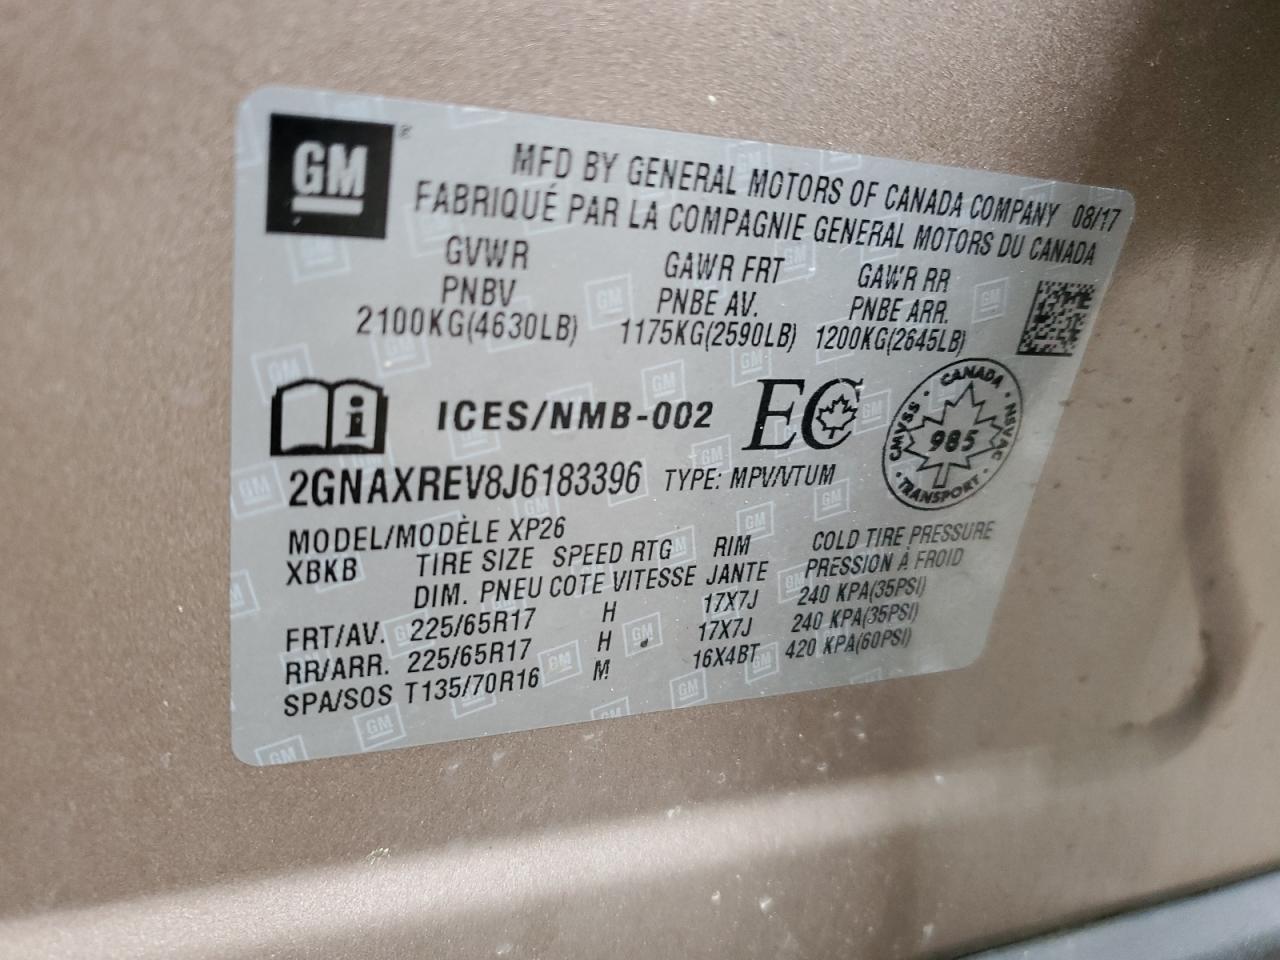 GM
MFD BY GENERAL MOTORS OF CANADA COMPANY 08/17
FABRIQUÉ PAR LA COMPAGNIE GENERAL MOTORS DU CANADA
GVWR GAWR FRT GAWR RR
PNBV PNBE AV. PNBE ARR.
2100KG(4630LB) 1175KG(2590LB) 1200KG(2645LB)
ICES/NMB-002 EC
CANADA
CMVSS 985 NSVAC
TRANSPORT
2GNAXREV8J6183396 TYPE: MPV/VTUM
MODEL/MODÈLE XP26
XBKB TIRE SIZE SPEED RTG RIM COLD TIRE PRESSURE
DIM. PNEU COTE VITESSE JANTE PRESSION À FROID
FRT/AV. 225/65R17 H 17X7J 240 KPA(35PSI)
RR/ARR. 225/65R17 H 17X7J 240 KPA(35PSI)
SPA/SOS T135/70R16 M 16X4BT 420 KPA(60PSI)